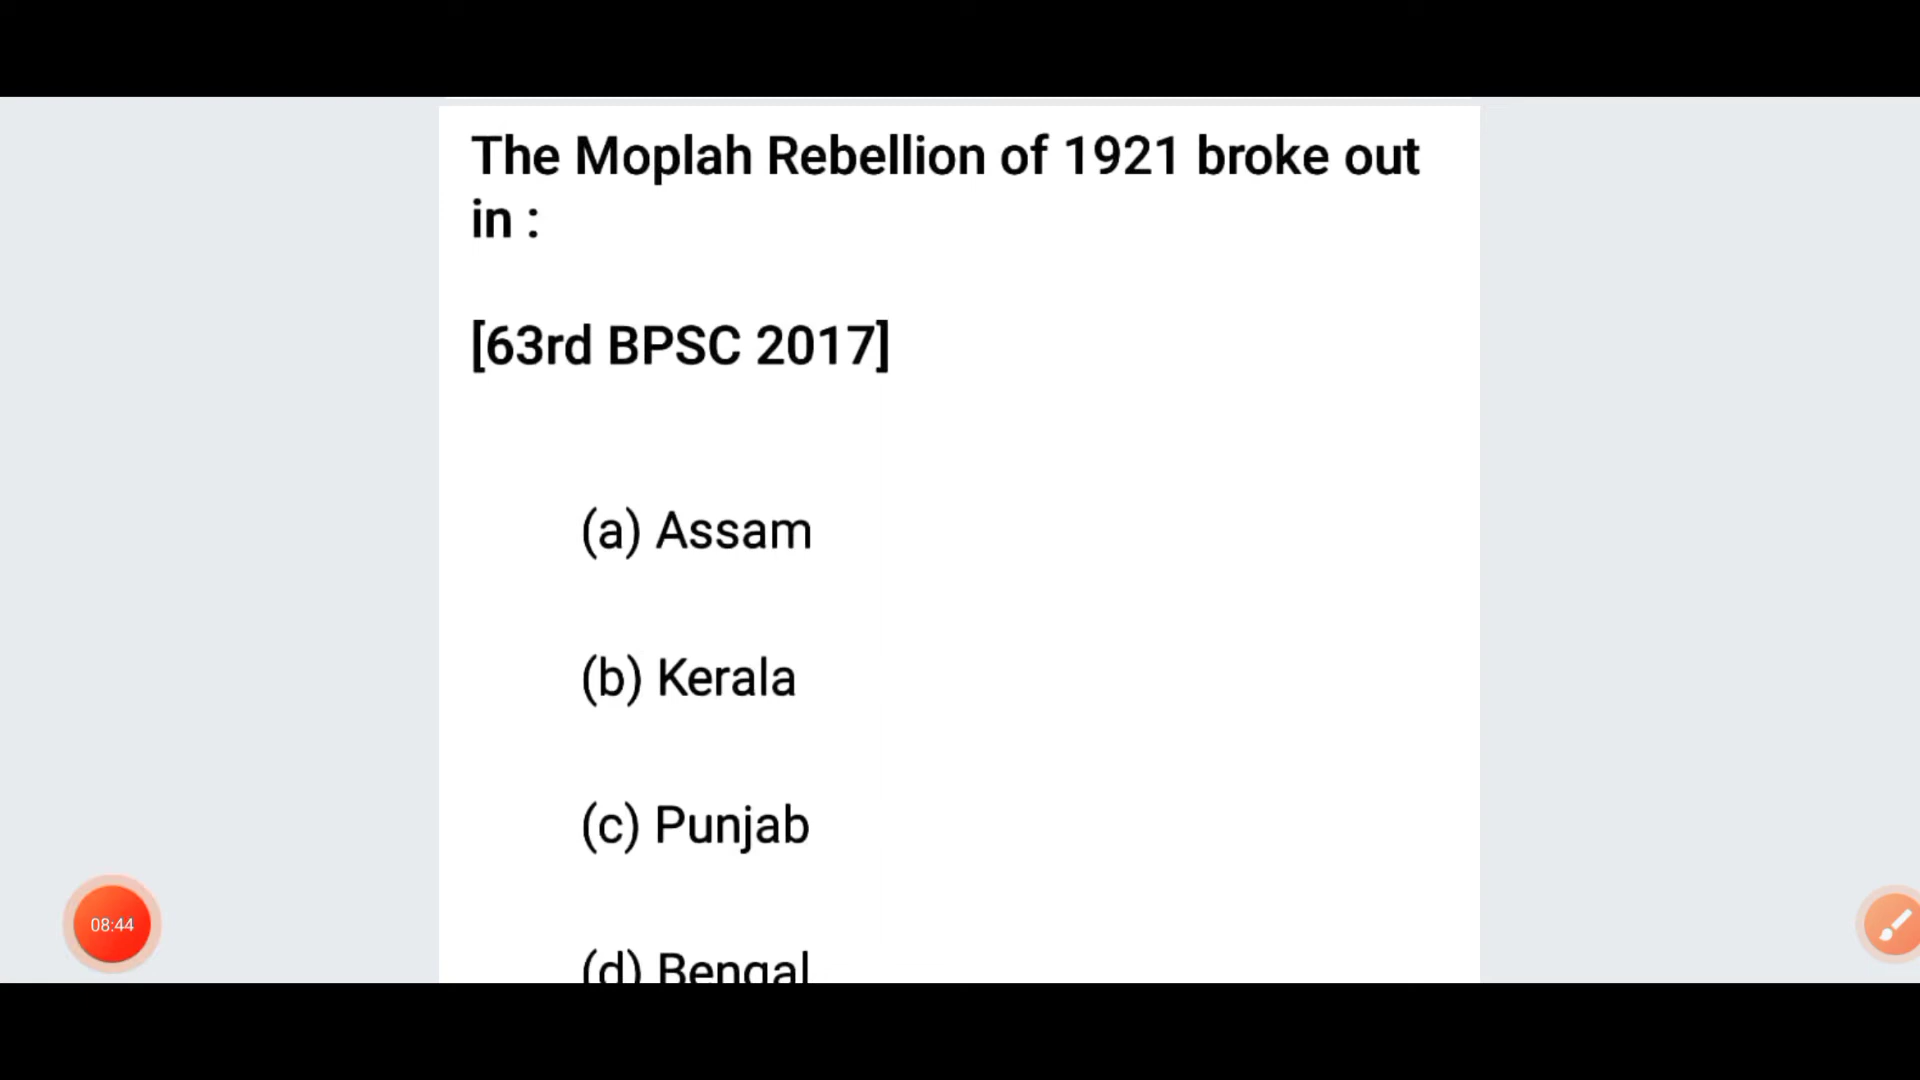 The Moplah Rebellion of 1921 broke out
in :
[63rd BPSC 2017]
(a) Assam
(b) Kerala
(c) Punjab
(d) Bengal
08:44